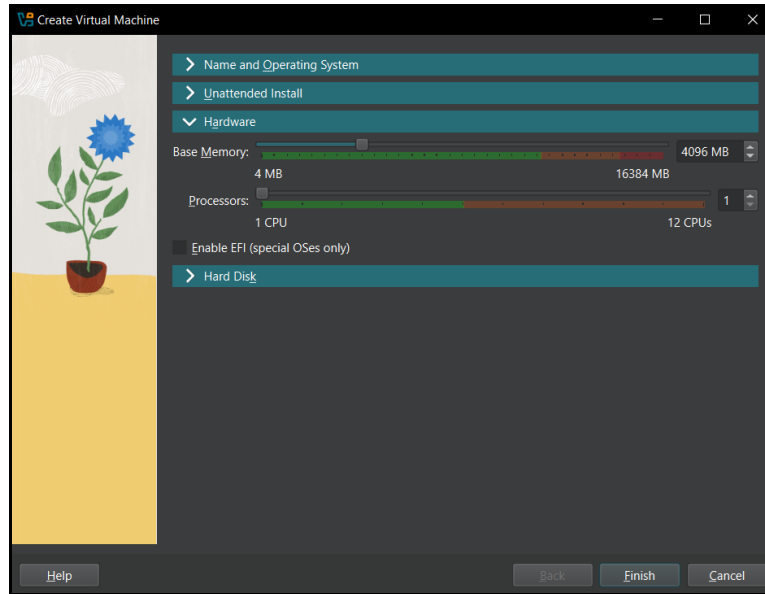 Create Virtual Machine
Name and Operating System
Unattended Install
Hardware
Base Memory: 4096 MB
4 MB 16384 MB
Processors: 1
1 CPU 12 CPUs
Enable EFI (special OSes only)
Hard Disk
Help Back Finish Cancel